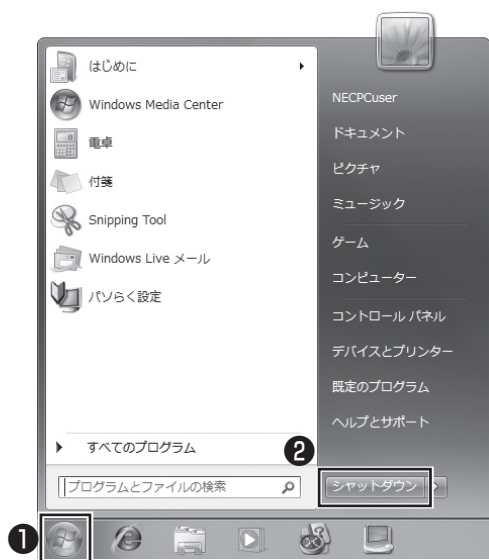 はじめに
Windows Media Center
電卓
付箋
Snipping Tool
Windows Live メール
パソらく設定
すべてのプログラム
プログラムとファイルの検索
NECPCuser
ドキュメント
ピクチャ
ミュージック
ゲーム
コンピューター
コントロール パネル
デバイスとプリンター
既定のプログラム
ヘルプとサポート
❷
シャットダウン
❶